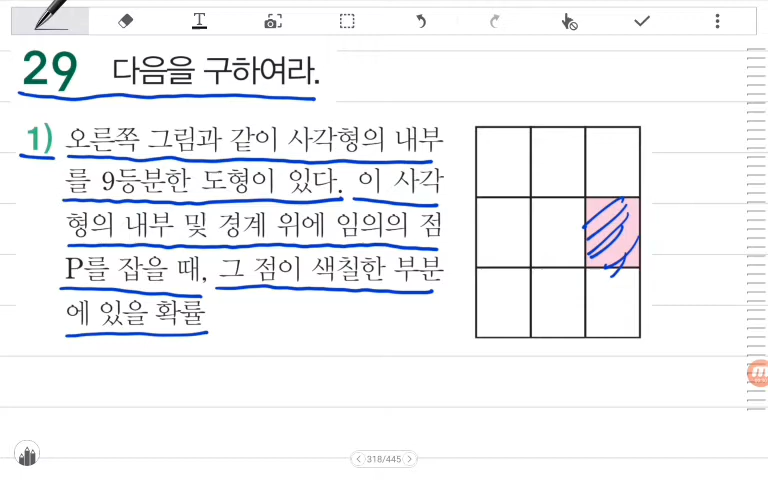 T
29 다음을 구하여라.
1) 오른쪽 그림과 같이 사각형의 내부
를 9등분한 도형이 있다. 이 사각
형의 내부 및 경계 위에 임의의 점
P를 잡을 때, 그 점이 색칠한 부분
에 있을 확률
318/445